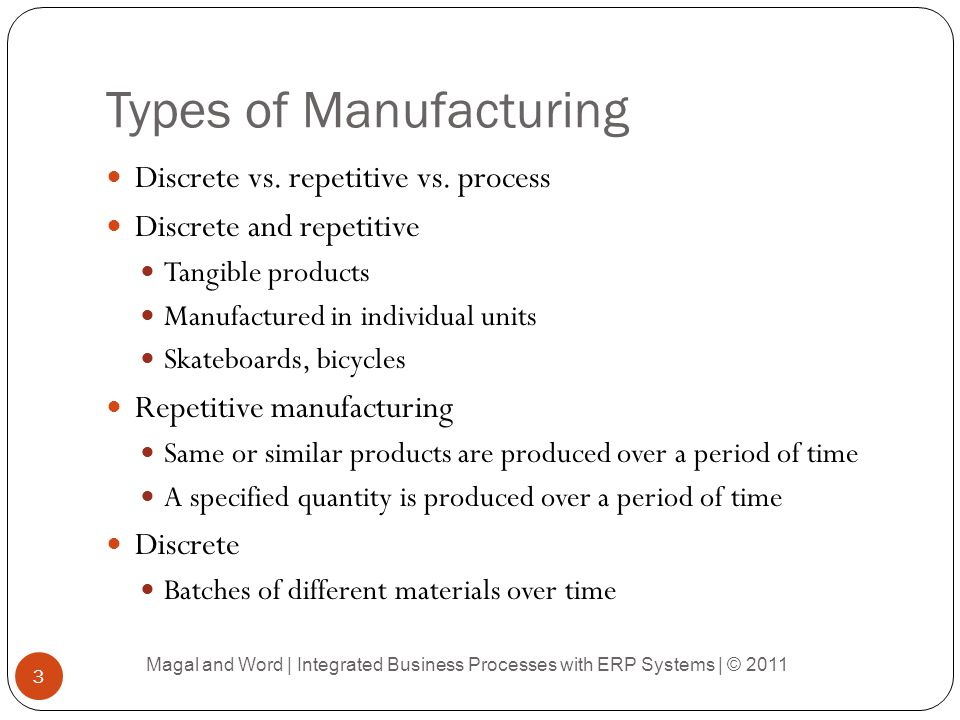 Types of Manufacturing
Discrete vs. repetitive vs. process
Discrete and repetitive
Tangible products
Manufactured in individual units
Skateboards, bicycles
Repetitive manufacturing
Same or similar products are produced over a period of time
A specified quantity is produced over a period of time
Discrete
Batches of different materials over time
Magal and Word | Integrated Business Processes with ERP Systems | © 2011
3